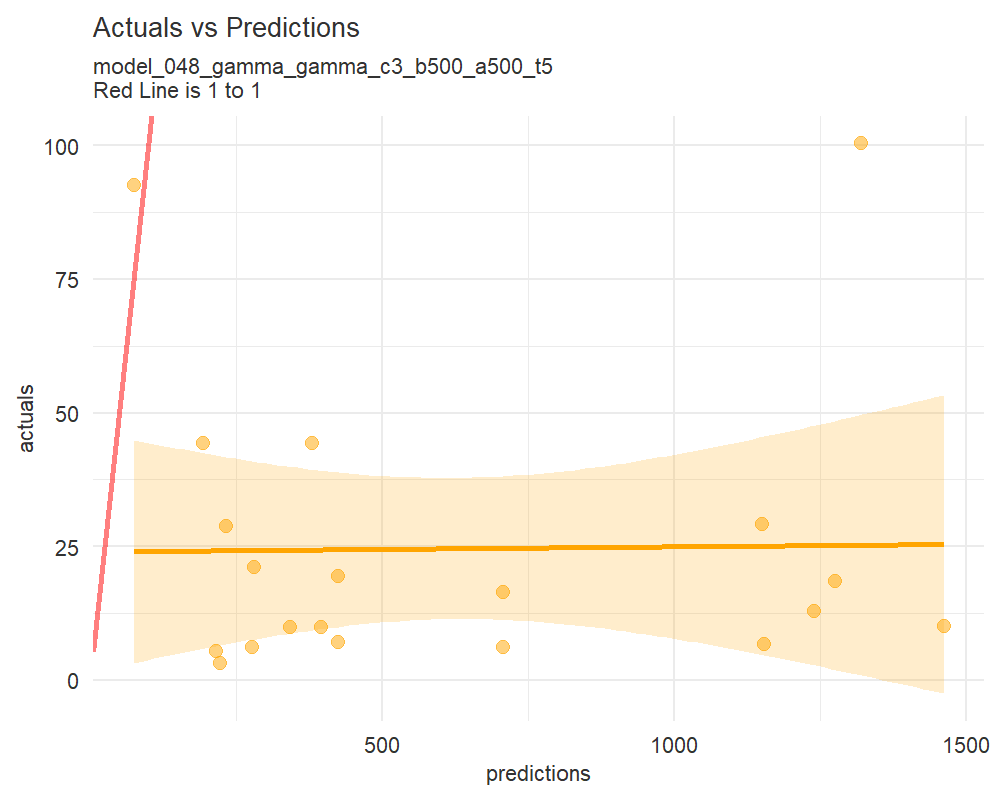 Actuals vs Predictions
model_048_gamma_gamma_c3_b500_a500_t5
Red Line is 1 to 1
100
75
50
25
0
actuals
500
1000
1500
predictions